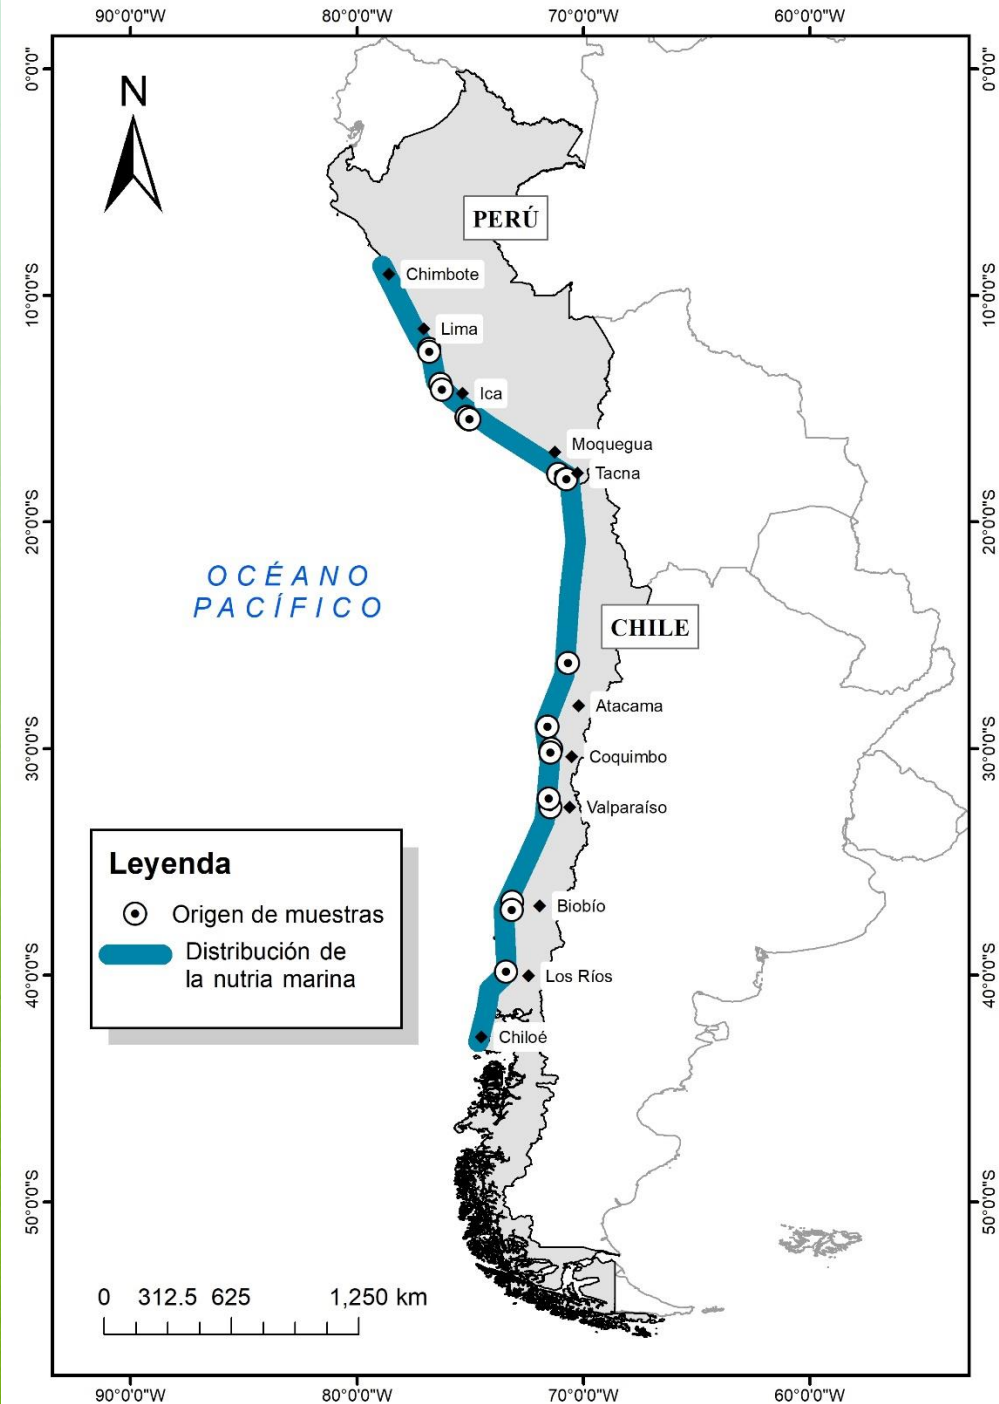 90°0'0"W 80°0'0"W 70°0'0"W 60°0'0"W
0°0'0" 0°0'0"
N
PERÚ
Chimbote
10°0'0"S 10°0'0"S
Lima
Ica
Moquegua
Tacna
20°0'0"S 20°0'0"S
OCÉANO
PACÍFICO
CHILE
Atacama
30°0'0"S 30°0'0"S
Coquimbo
Valparaíso
Leyenda
Origen de muestras
Distribución de
la nutria marina
Biobío
40°0'0"S 40°0'0"S
Los Ríos
Chiloé
50°0'0"S 50°0'0"S
0 312.5 625 1,250 km
90°0'0"W 80°0'0"W 70°0'0"W 60°0'0"W